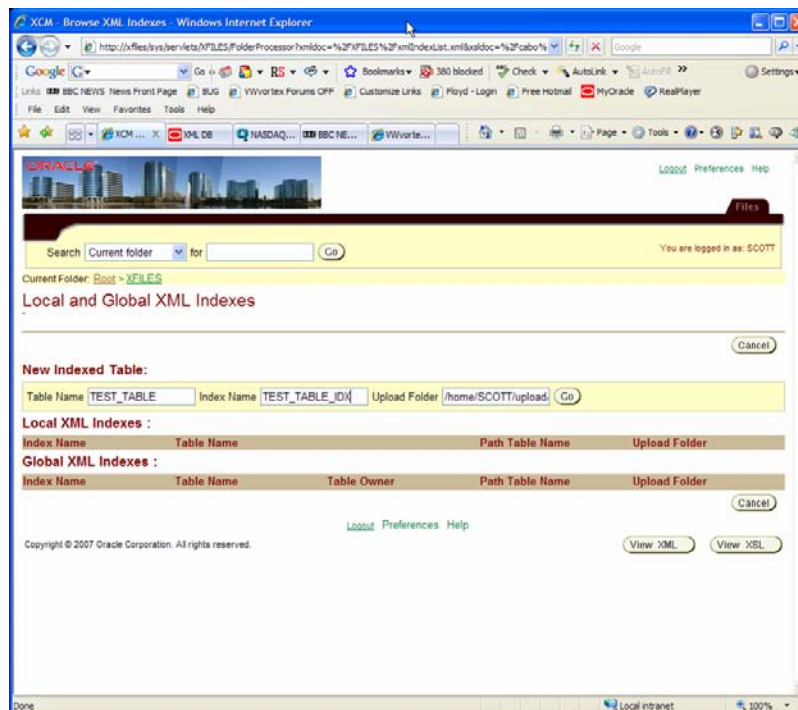 XCM - Browse XML Indexes - Windows Internet Explorer
http://xfiles/sys/servlets/XFILES/FolderProcessor?xmldoc=%2FXFILES%2FxmlIndexList.xml&xsldoc=%2Fcabo% Google
Google G Go RS Bookmarks 380 blocked Check AutoLink AutoFill Settings
Links BBC NEWS News Front Page BUG VWvortex Forums OFF Customize Links Floyd - Login Free Hotmail MyOracle RealPlayer
File Edit View Favorites Tools Help
XCM ... X XML DB NASDAQ... BBC NE... VWvorte... Page Tools
ORACLE
Logout Preferences Help
Files
Search Current folder for Go
You are logged in as: SCOTT
Current Folder: Root > XFILES
Local and Global XML Indexes
Cancel
New Indexed Table:
Table Name TEST_TABLE Index Name TEST_TABLE_IDX Upload Folder /home/SCOTT/upload Go
Local XML Indexes :
Index Name Table Name Path Table Name Upload Folder
Global XML Indexes :
Index Name Table Name Table Owner Path Table Name Upload Folder
Cancel
Logout Preferences Help
Copyright © 2007 Oracle Corporation. All rights reserved.
View XML View XSL
Done Local intranet 100%